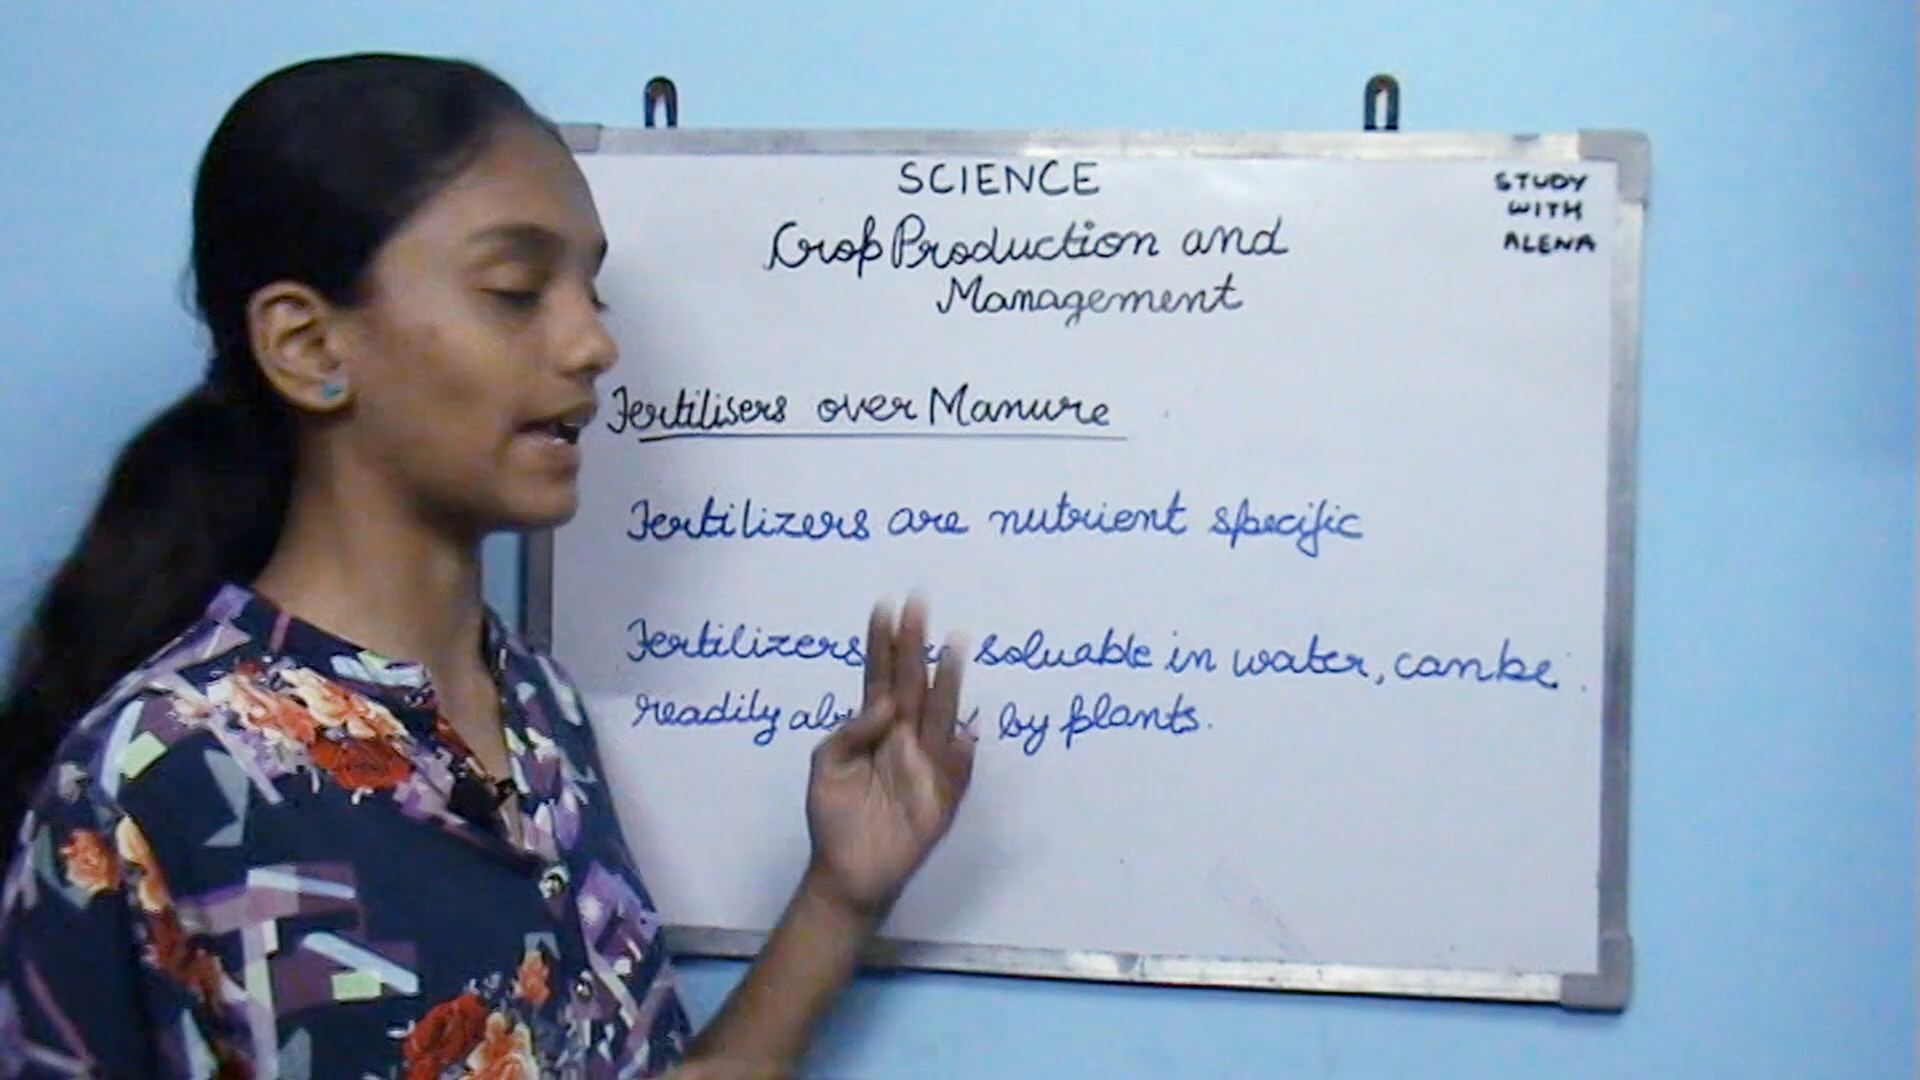 SCIENCE
STUDY
WITH
ALENA
Crop Production and
Management
Fertilisers over Manure
Fertilizers are nutrient specific
Fertilizers soluable in water, can be
readily by plants.